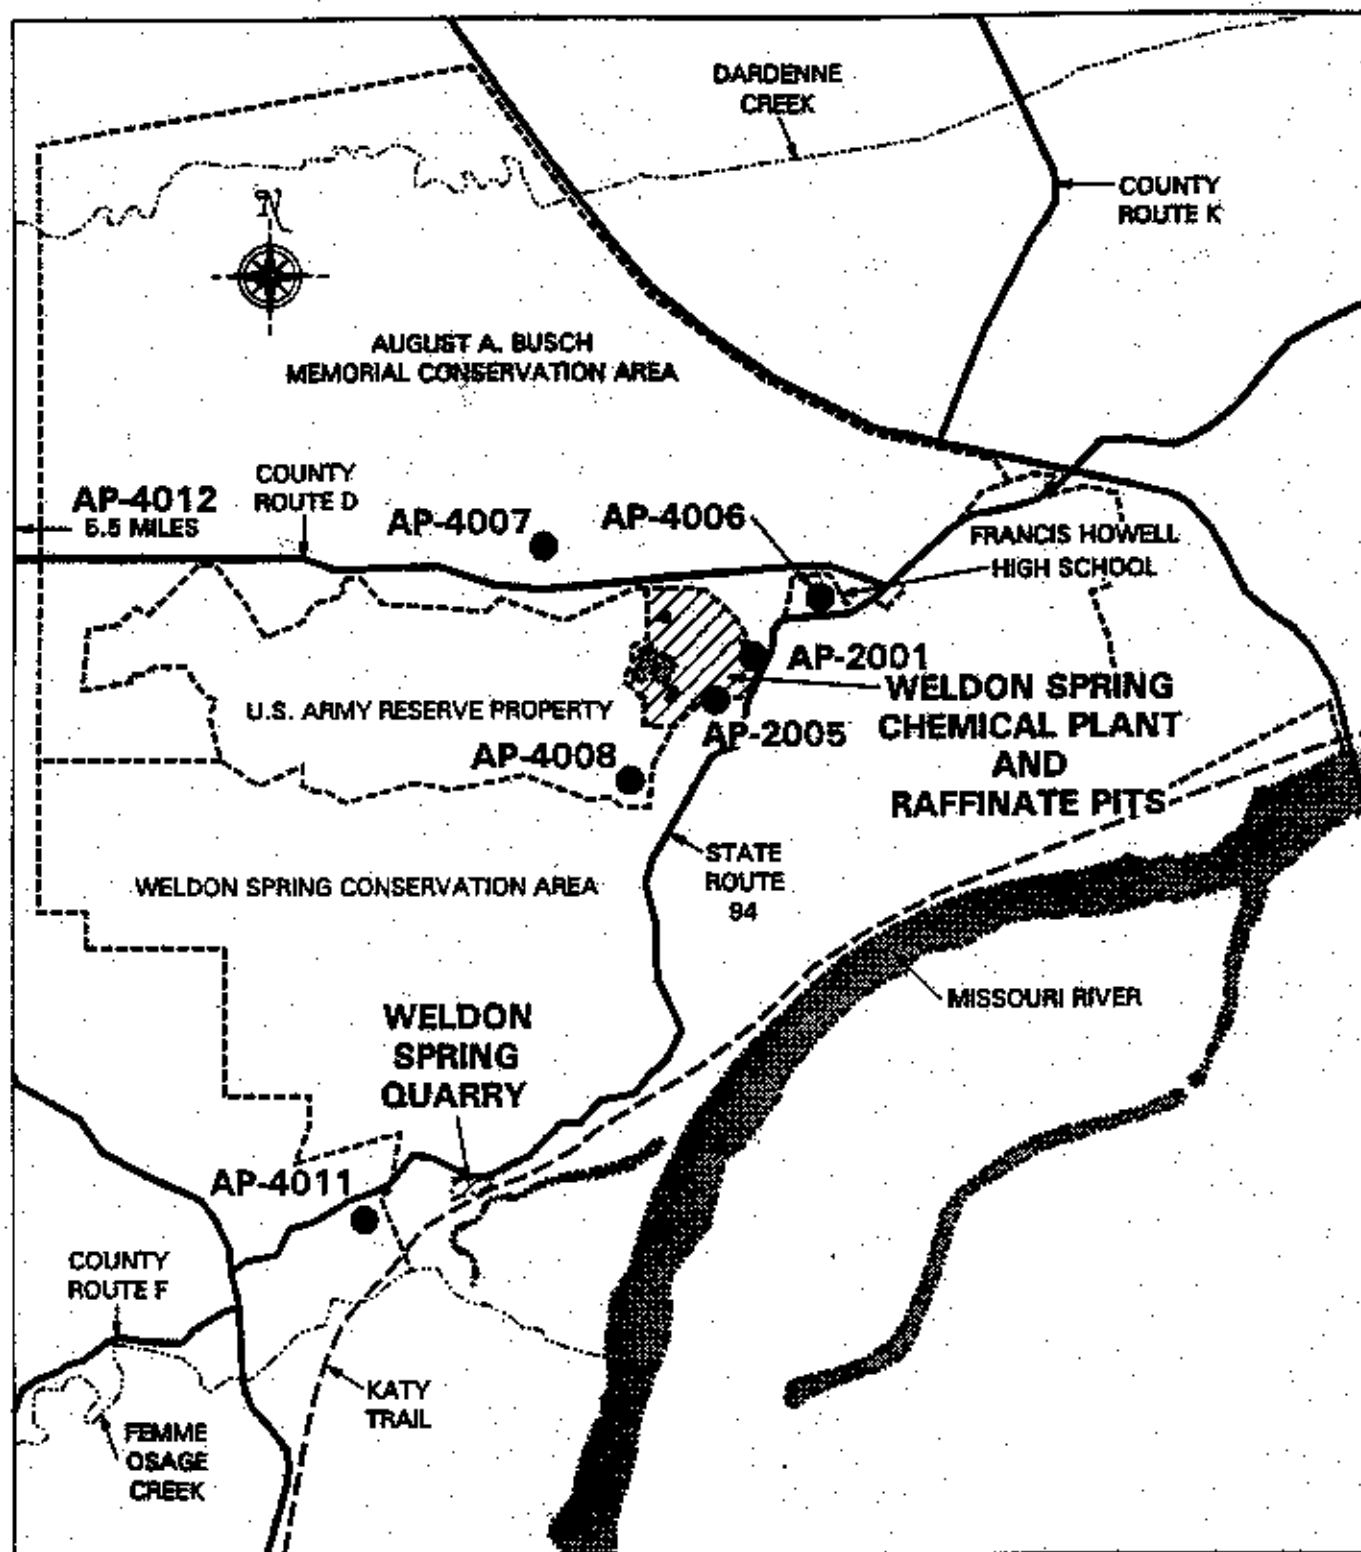 DARDENNE
CREEK
COUNTY
ROUTE K
N
AUGUST A. BUSCH
MEMORIAL CONSERVATION AREA
COUNTY
ROUTE D
AP-4012
5.5 MILES
AP-4007
AP-4006
FRANCIS HOWELL
HIGH SCHOOL
AP-2001
WELDON SPRING
CHEMICAL PLANT
AND
RAFFINATE PITS
U.S. ARMY RESERVE PROPERTY
AP-2005
AP-4008
STATE
ROUTE
94
WELDON SPRING CONSERVATION AREA
MISSOURI RIVER
WELDON
SPRING
QUARRY
AP-4011
COUNTY
ROUTE F
KATY
TRAIL
FEMME
OSAGE
CREEK